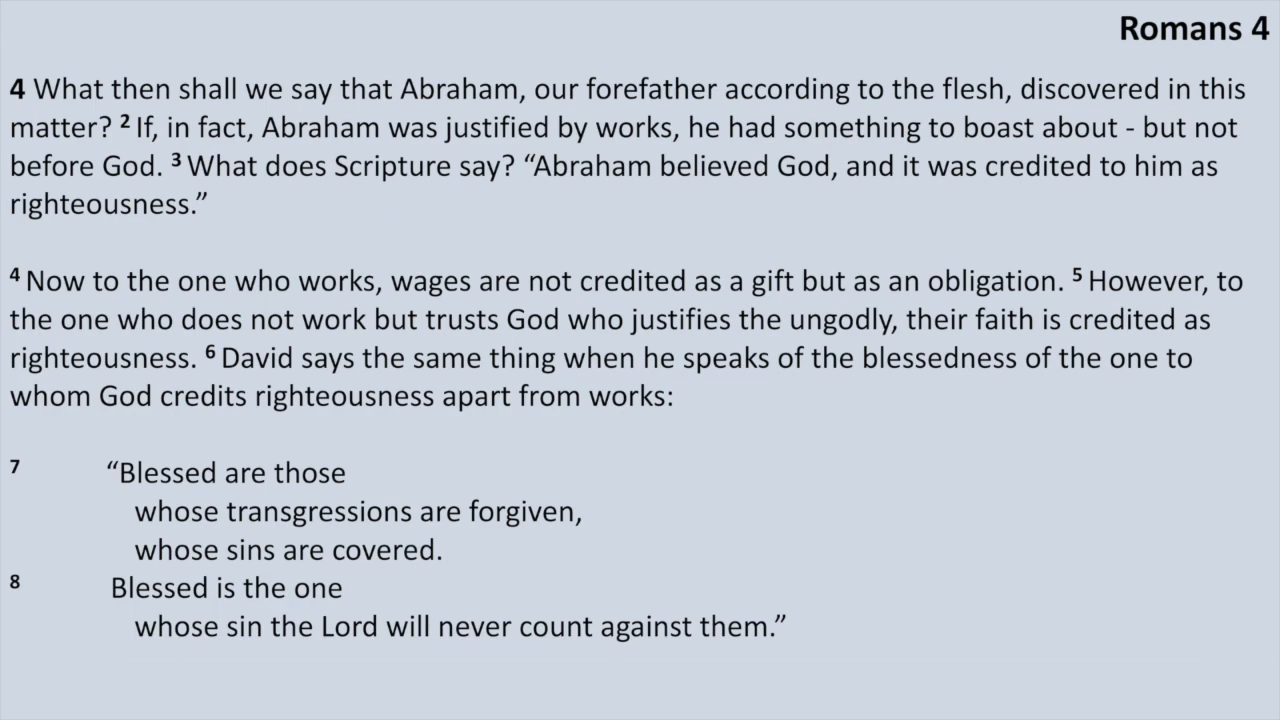 Romans 4
4 What then shall we say that Abraham, our forefather according to the flesh, discovered in this
matter? 2 If, in fact, Abraham was justified by works, he had something to boast about - but not
before God. 3 What does Scripture say? “Abraham believed God, and it was credited to him as
righteousness.”
4 Now to the one who works, wages are not credited as a gift but as an obligation. 5 However, to
the one who does not work but trusts God who justifies the ungodly, their faith is credited as
righteousness. 6 David says the same thing when he speaks of the blessedness of the one to
whom God credits righteousness apart from works:
7 “Blessed are those
whose transgressions are forgiven,
whose sins are covered.
8 Blessed is the one
whose sin the Lord will never count against them.”